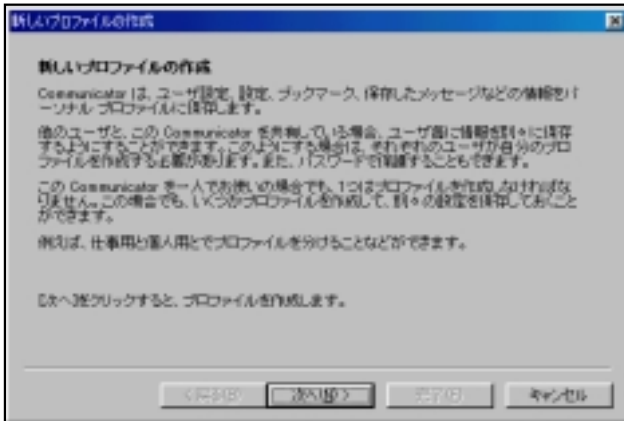 新しいプロファイルの作成
新しいプロファイルの作成
Communicator は、ユーザ設定、設定、ブックマーク、保存したメッセージなどの情報をパ
ーソナル プロファイルに保存します。
他のユーザと、この Communicator を共有している場合、ユーザ毎に情報を別々に保存
するようにすることができます。このようにする場合は、それぞれのユーザが自分のプロ
ファイルを作成する必要があります。また、パスワードで保護することもできます。
この Communicator を一人でお使いの場合でも、1つはプロファイルを作成しなければな
りません。この場合でも、いくつかプロファイルを作成して、別々の設定を保存しておくこと
ができます。
例えば、仕事用と個人用とでプロファイルを分けることなどができます。
[次へ]をクリックすると、プロファイルを作成します。
< 戻る(B) 次へ(N) > 完了(F) キャンセル